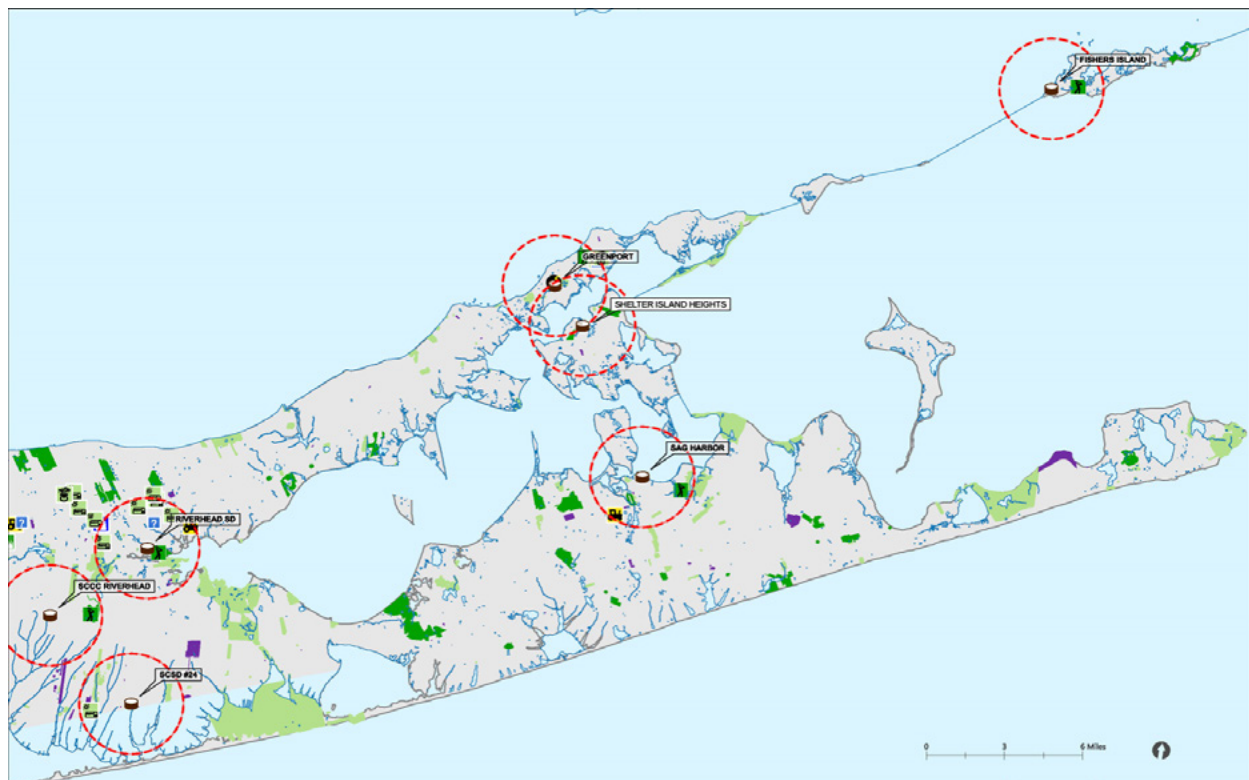 FISHERS ISLAND
GREENPORT
SHELTER ISLAND HEIGHTS
SAG HARBOR
RIVERHEAD SD
SCCC RIVERHEAD
SCSD #24
?
?
0 3 6 Miles